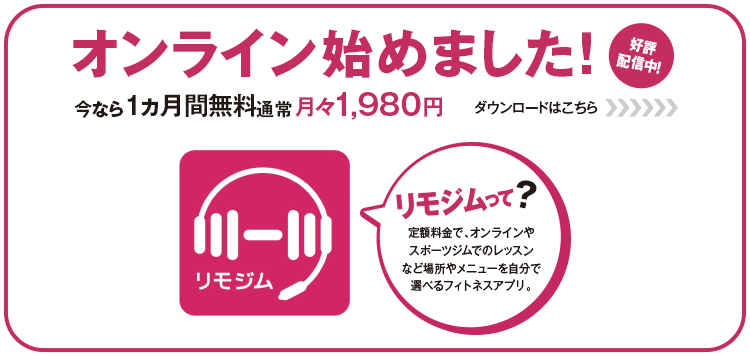 オンライン始めました!
好評
配信中!
今なら1カ月間無料通常月々1,980円
ダウンロードはこちら
リモジム
リモジムって?
定額料金で、オンラインや
スポーツジムでのレッスン
など場所やメニューを自分で
選べるフィトネスアプリ。